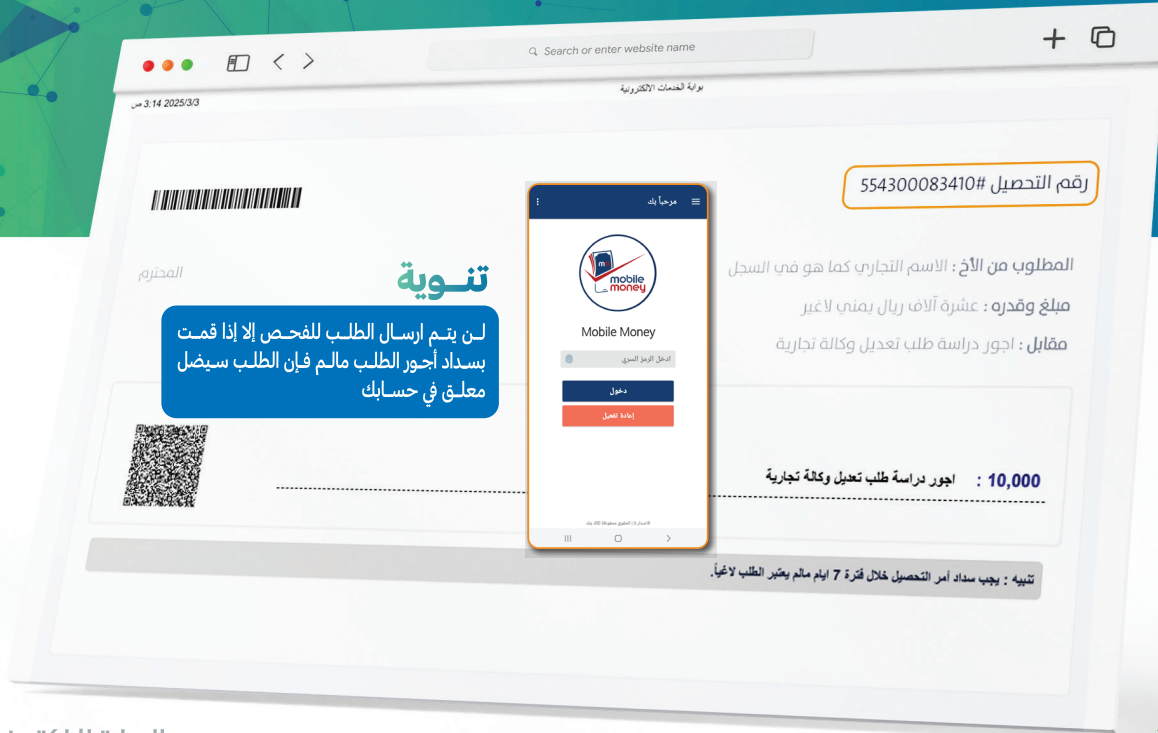 Search or enter website name
بوابة الخدمات الالكترونية
2025/3/3 3:14 ص
رقم التحصيل #554300083410
المطلوب من الأخ : الاسم التجاري كما هو في السجل
المحترم
مبلغ وقدره : عشرة آلاف ريال يمني لاغير
مقابل : اجور دراسة طلب تعديل وكالة تجارية
مرحباً بك
m
mobile
money
Mobile Money
ادخل الرمز السري
دخول
إعادة تفعيل
تنـوية
لـن يتـم ارسـال الطلـب للفحـص إلا إذا قمـت
بسـداد أجـور الطلـب مالـم فـإن الطلـب سـيضل
معلـق في حسـابك
10,000 : اجور دراسة طلب تعديل وكالة تجارية
تنبيه : يجب سداد أمر التحصيل خلال فترة 7 ايام مالم يعتبر الطلب لاغياً.